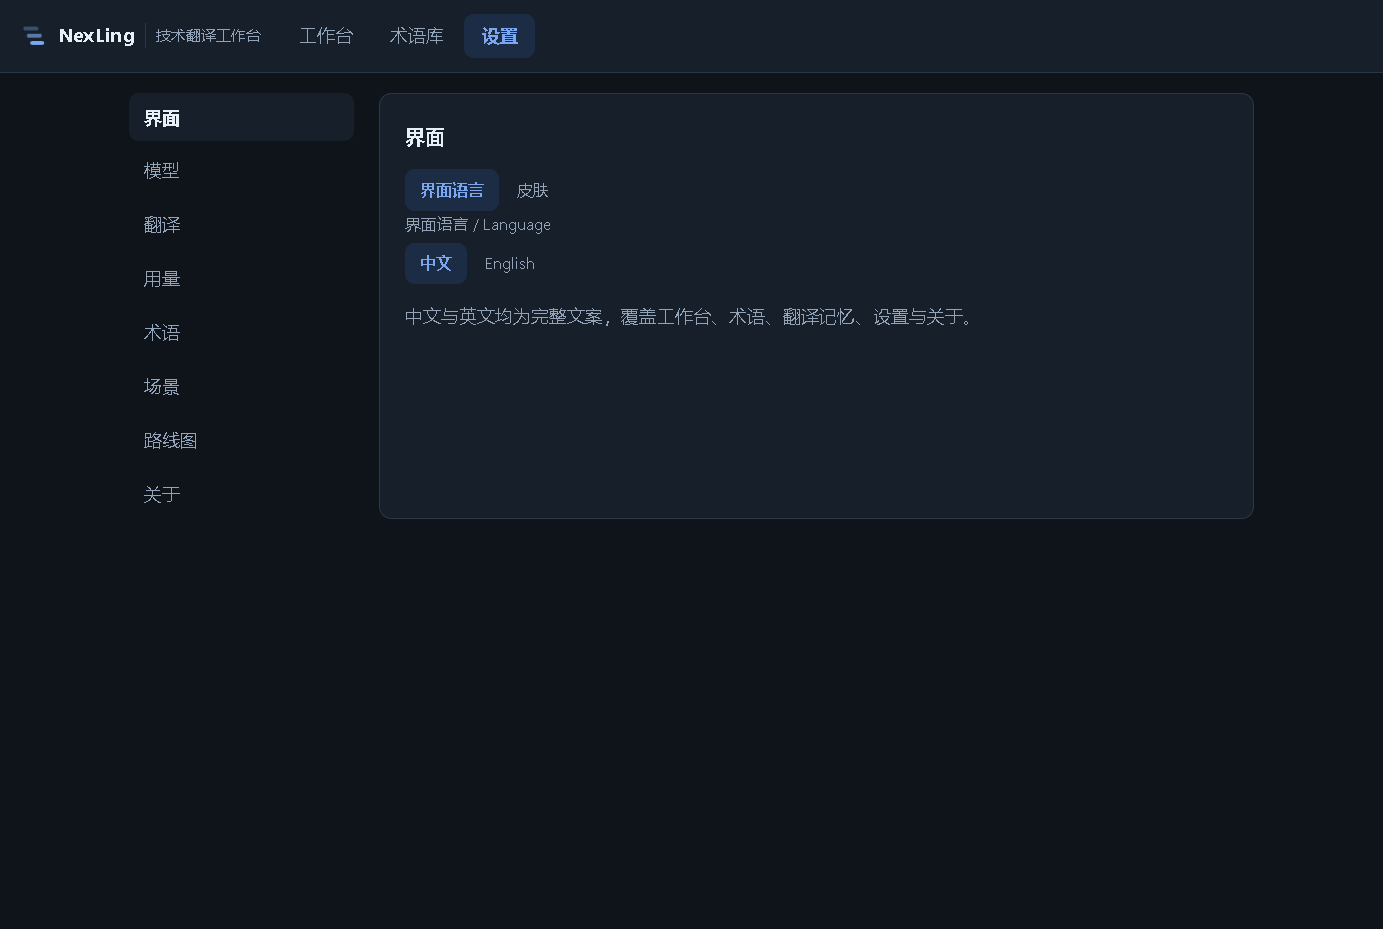 NexLing 技术翻译工作台 工作台 术语库 设置
界面
模型
翻译
用量
术语
场景
路线图
关于
界面
界面语言 皮肤
界面语言 / Language
中文 English
中文与英文均为完整文案，覆盖工作台、术语、翻译记忆、设置与关于。